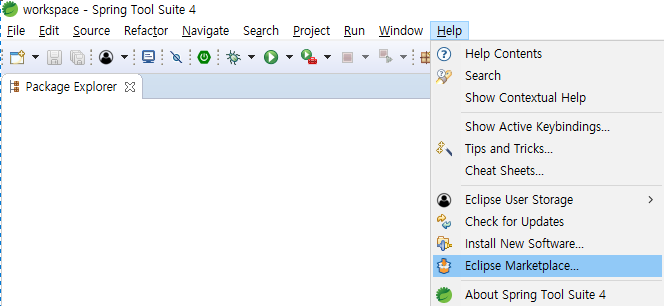 workspace - Spring Tool Suite 4
File Edit Source Refactor Navigate Search Project Run Window Help
Package Explorer
Help Contents
Search
Show Contextual Help
Show Active Keybindings...
Tips and Tricks...
Cheat Sheets...
Eclipse User Storage
Check for Updates
Install New Software...
Eclipse Marketplace...
About Spring Tool Suite 4